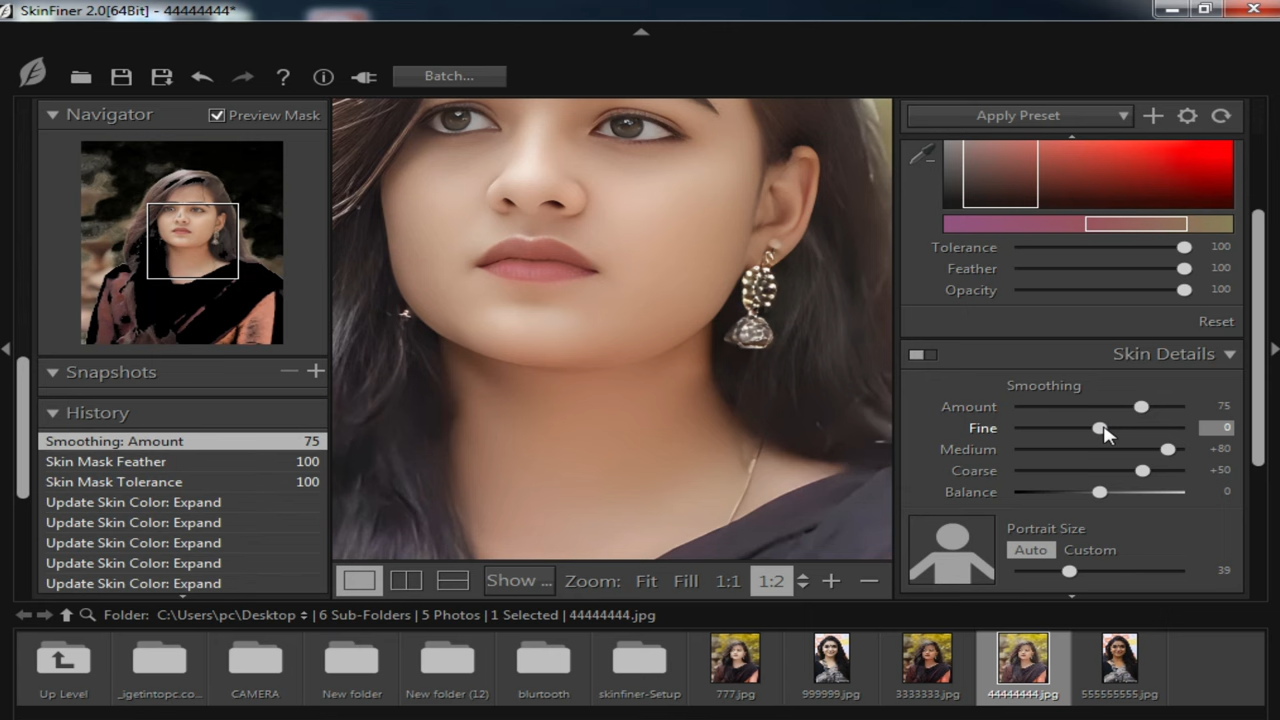 SkinFiner 2.0[64Bit] - 44444444*
Batch...
Navigator
Preview Mask
Snapshots
History
Smoothing: Amount 75
Skin Mask Feather 100
Skin Mask Tolerance 100
Update Skin Color: Expand
Update Skin Color: Expand
Update Skin Color: Expand
Update Skin Color: Expand
Update Skin Color: Expand
Show ...
Zoom:
Fit
Fill
1:1
1:2
Apply Preset
Tolerance 100
Feather 100
Opacity 100
Reset
Skin Details
Smoothing
Amount 75
Fine 0
Medium +80
Coarse +50
Balance 0
Portrait Size
Auto Custom
39
Folder: C:\Users\pc\Desktop | 6 Sub-Folders | 5 Photos | 1 Selected | 44444444.jpg
Up Level
_igetintopc.co...
CAMERA
New folder
New folder (12)
blurtooth
skinfiner-Setup
777.jpg
999999.jpg
3333333.jpg
44444444.jpg
555555555.jpg